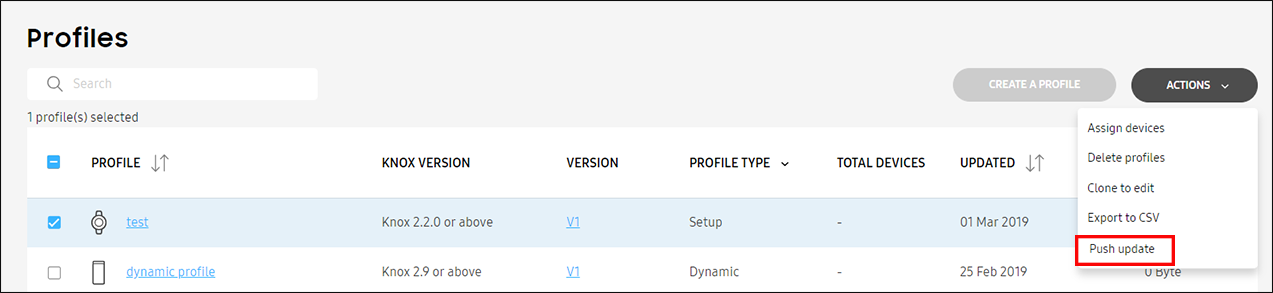 Profiles
Search
CREATE A PROFILE
ACTIONS
1 profile(s) selected
Assign devices
Delete profiles
Clone to edit
Export to CSV
Push update
PROFILE KNOX VERSION VERSION PROFILE TYPE TOTAL DEVICES UPDATED
test Knox 2.2.0 or above V1 Setup - 01 Mar 2019
dynamic profile Knox 2.9 or above V1 Dynamic - 25 Feb 2019 0 Byte